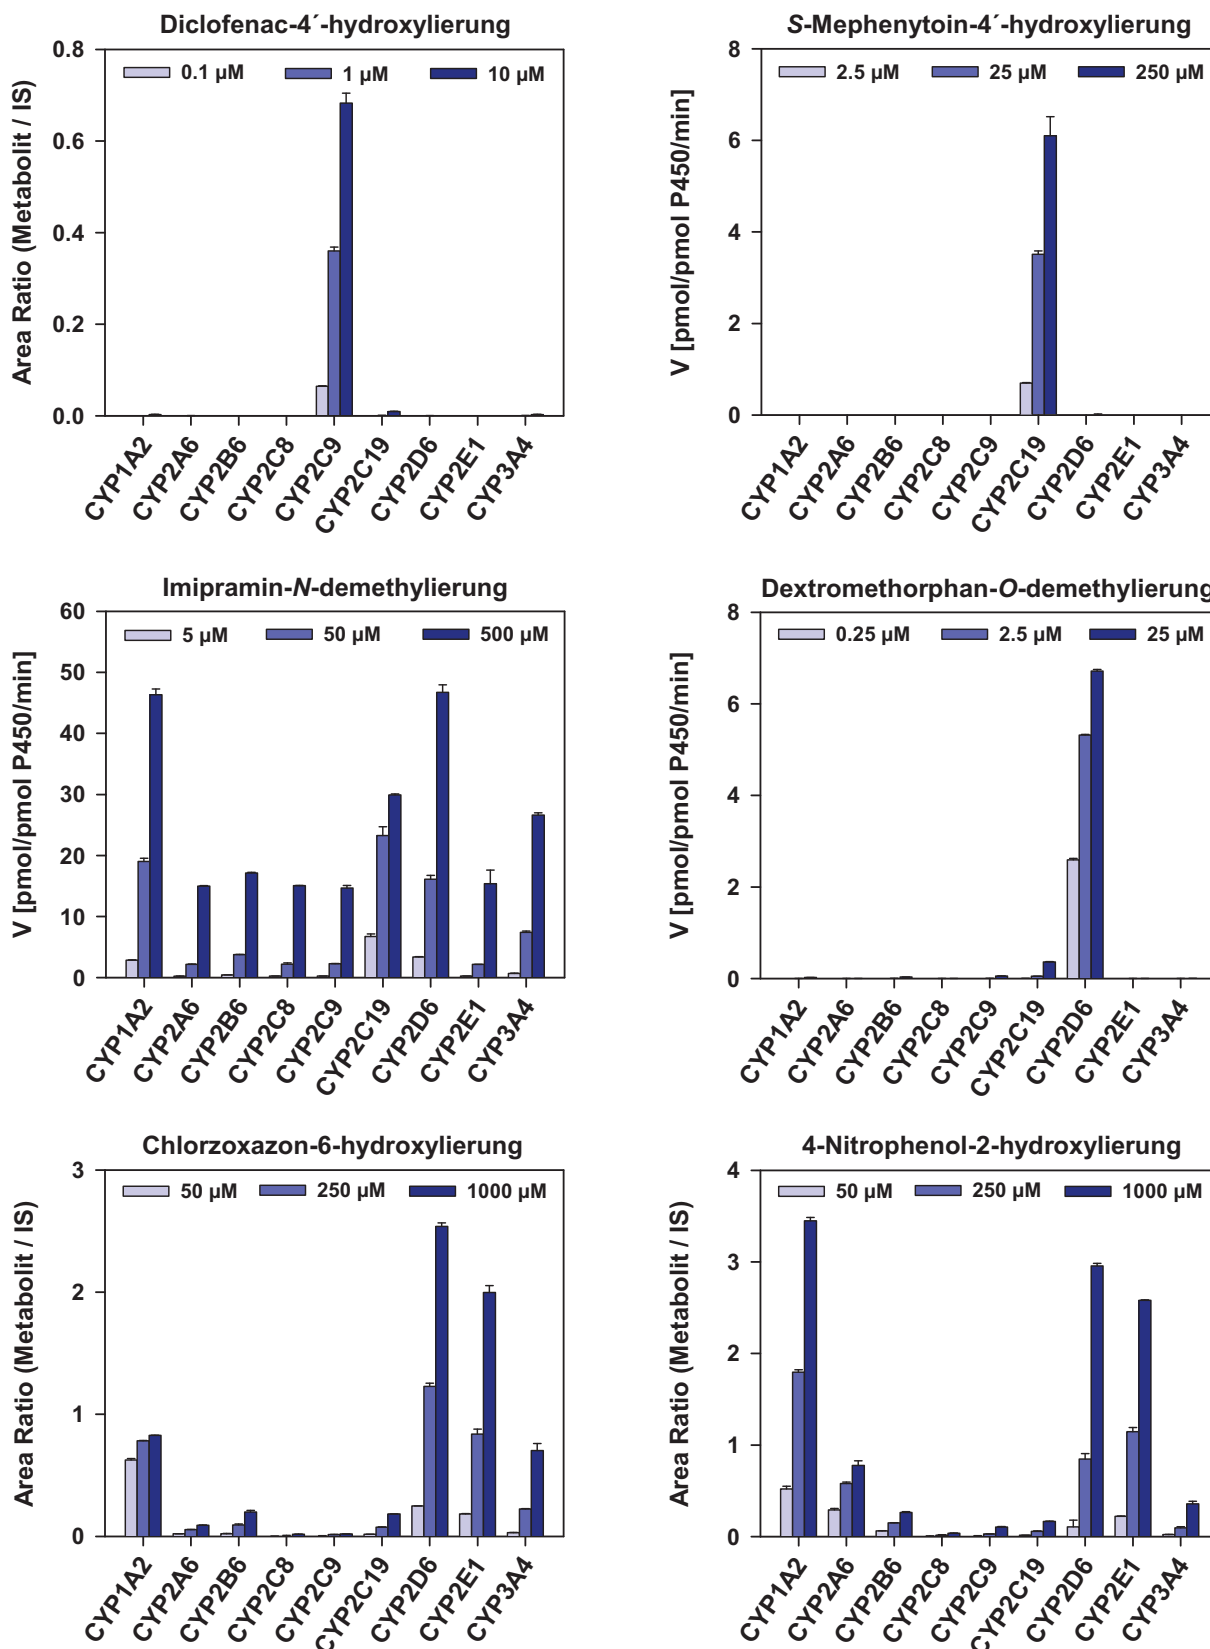 Diclofenac-4´-hydroxylierung
0.1 µM 1 µM 10 µM
Area Ratio (Metabolit / IS)
0.8
0.6
0.4
0.2
0.0
CYP1A2 CYP2A6 CYP2B6 CYP2C8 CYP2C9 CYP2C19 CYP2D6 CYP2E1 CYP3A4
S-Mephenytoin-4´-hydroxylierung
2.5 µM 25 µM 250 µM
V [pmol/pmol P450/min]
8
6
4
2
0
CYP1A2 CYP2A6 CYP2B6 CYP2C8 CYP2C9 CYP2C19 CYP2D6 CYP2E1 CYP3A4
Imipramin-N-demethylierung
5 µM 50 µM 500 µM
V [pmol/pmol P450/min]
60
50
40
30
20
10
0
CYP1A2 CYP2A6 CYP2B6 CYP2C8 CYP2C9 CYP2C19 CYP2D6 CYP2E1 CYP3A4
Dextromethorphan-O-demethylierung
0.25 µM 2.5 µM 25 µM
V [pmol/pmol P450/min]
8
6
4
2
0
CYP1A2 CYP2A6 CYP2B6 CYP2C8 CYP2C9 CYP2C19 CYP2D6 CYP2E1 CYP3A4
Chlorzoxazon-6-hydroxylierung
50 µM 250 µM 1000 µM
Area Ratio (Metabolit / IS)
3
2
1
0
CYP1A2 CYP2A6 CYP2B6 CYP2C8 CYP2C9 CYP2C19 CYP2D6 CYP2E1 CYP3A4
4-Nitrophenol-2-hydroxylierung
50 µM 250 µM 1000 µM
Area Ratio (Metabolit / IS)
4
3
2
1
0
CYP1A2 CYP2A6 CYP2B6 CYP2C8 CYP2C9 CYP2C19 CYP2D6 CYP2E1 CYP3A4